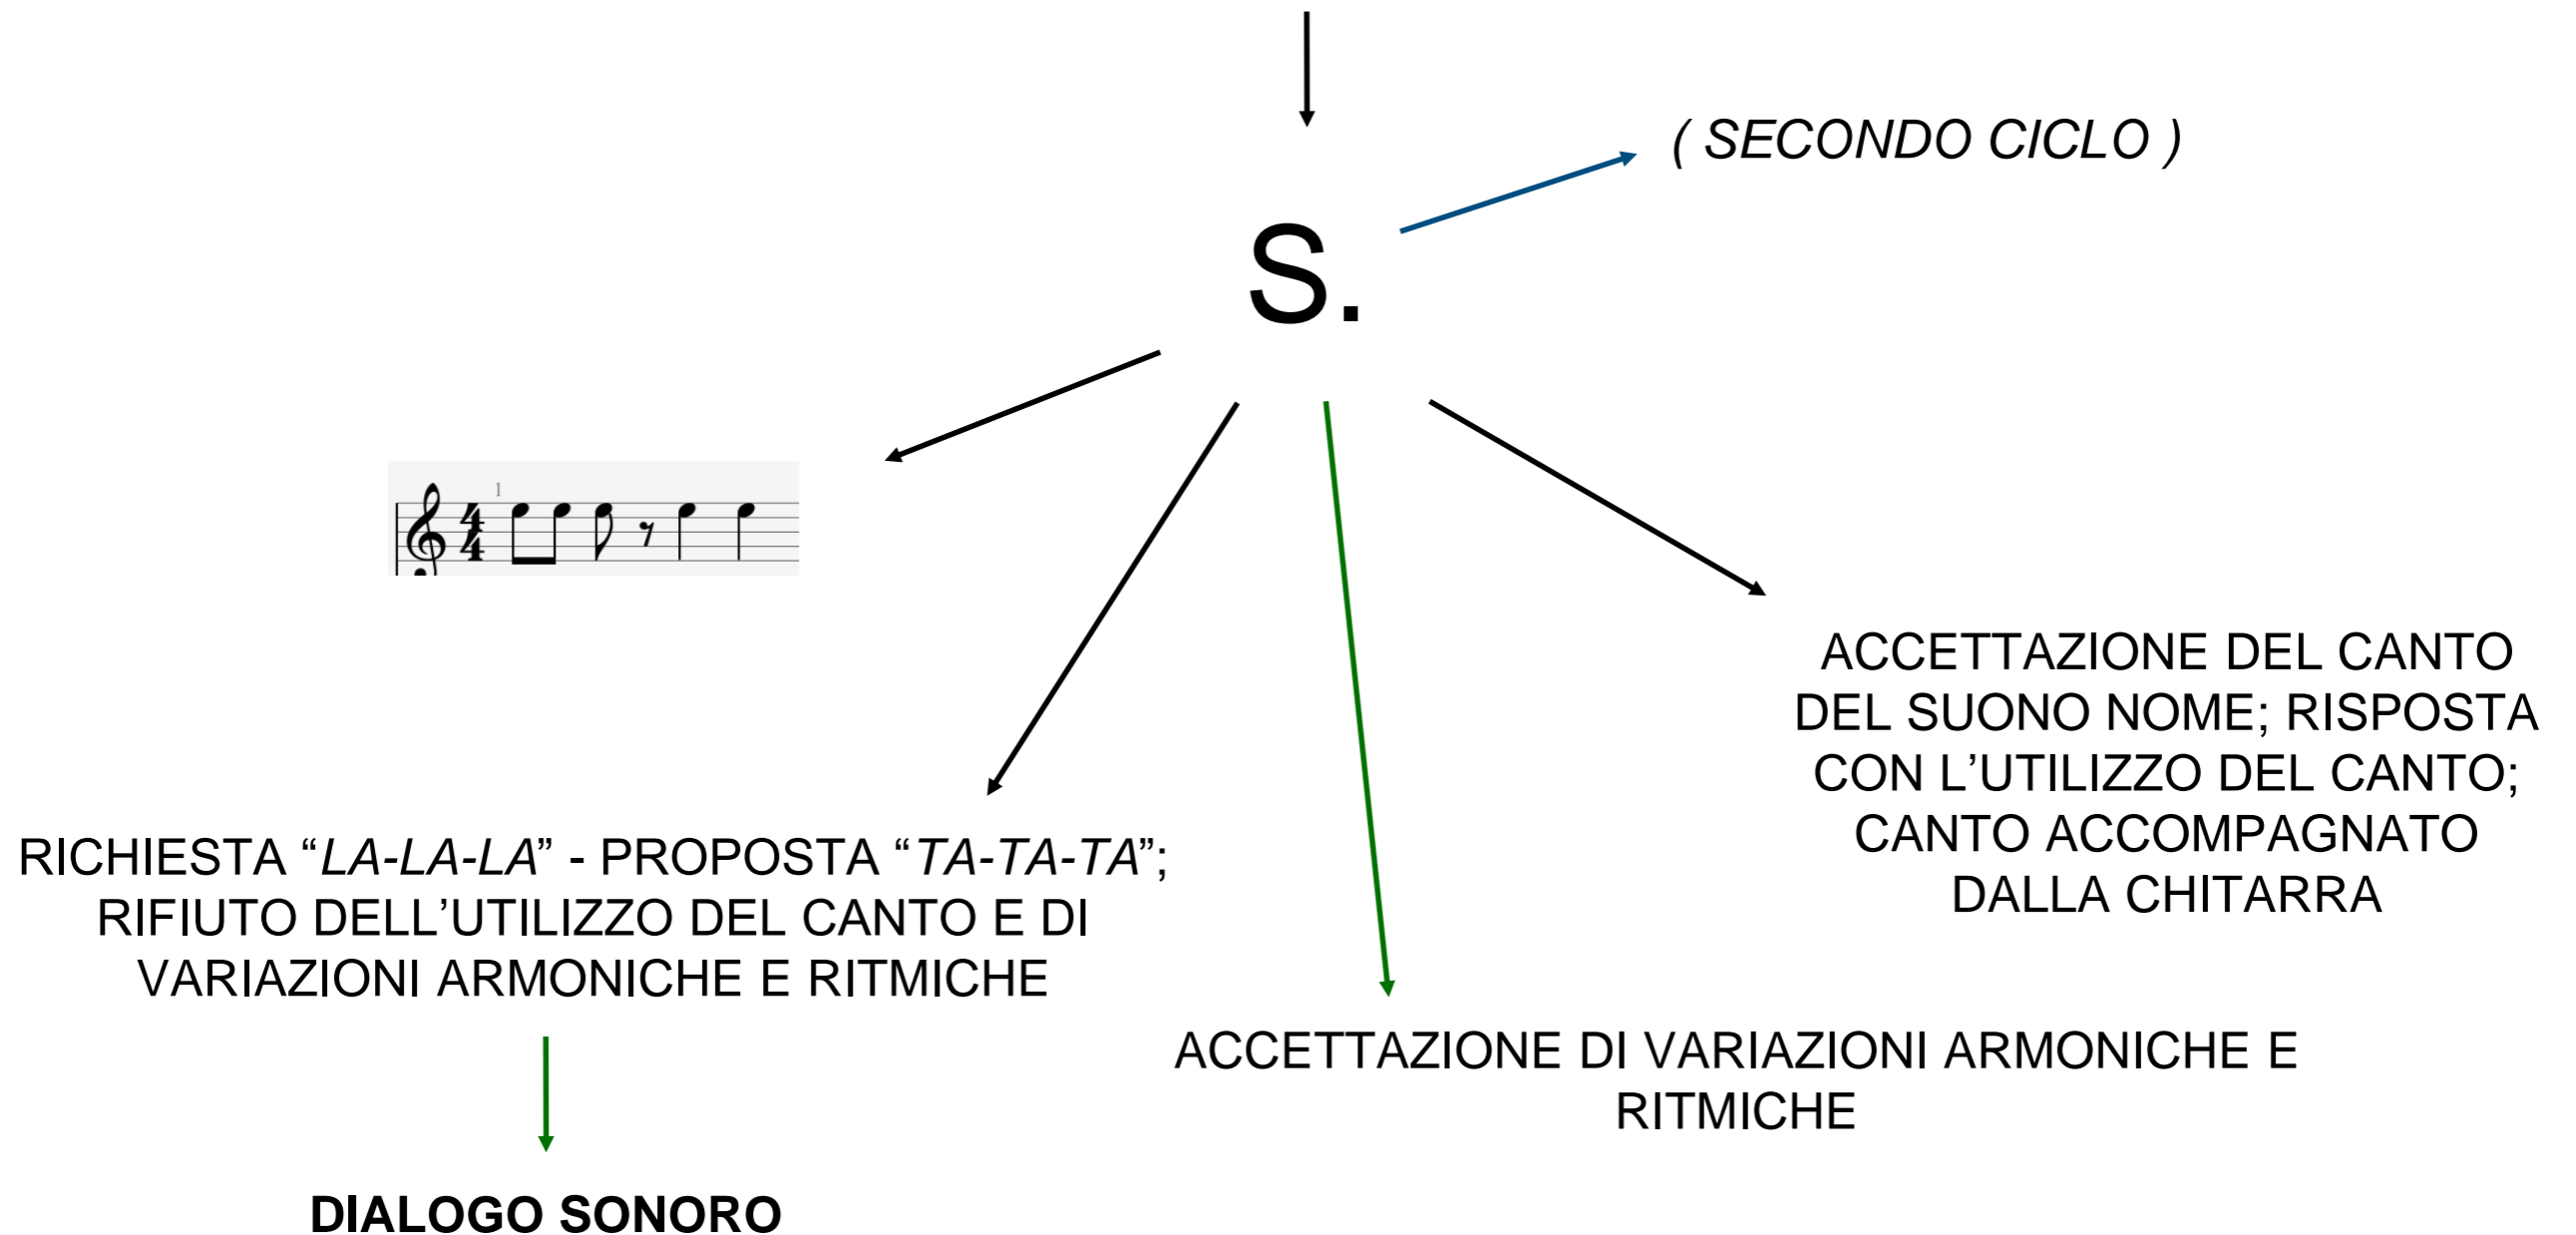 ( SECONDO CICLO )
S.
1
4
4
RICHIESTA “LA-LA-LA” - PROPOSTA “TA-TA-TA”;
RIFIUTO DELL’UTILIZZO DEL CANTO E DI
VARIAZIONI ARMONICHE E RITMICHE
DIALOGO SONORO
ACCETTAZIONE DI VARIAZIONI ARMONICHE E
RITMICHE
ACCETTAZIONE DEL CANTO
DEL SUONO NOME; RISPOSTA
CON L’UTILIZZO DEL CANTO;
CANTO ACCOMPAGNATO
DALLA CHITARRA